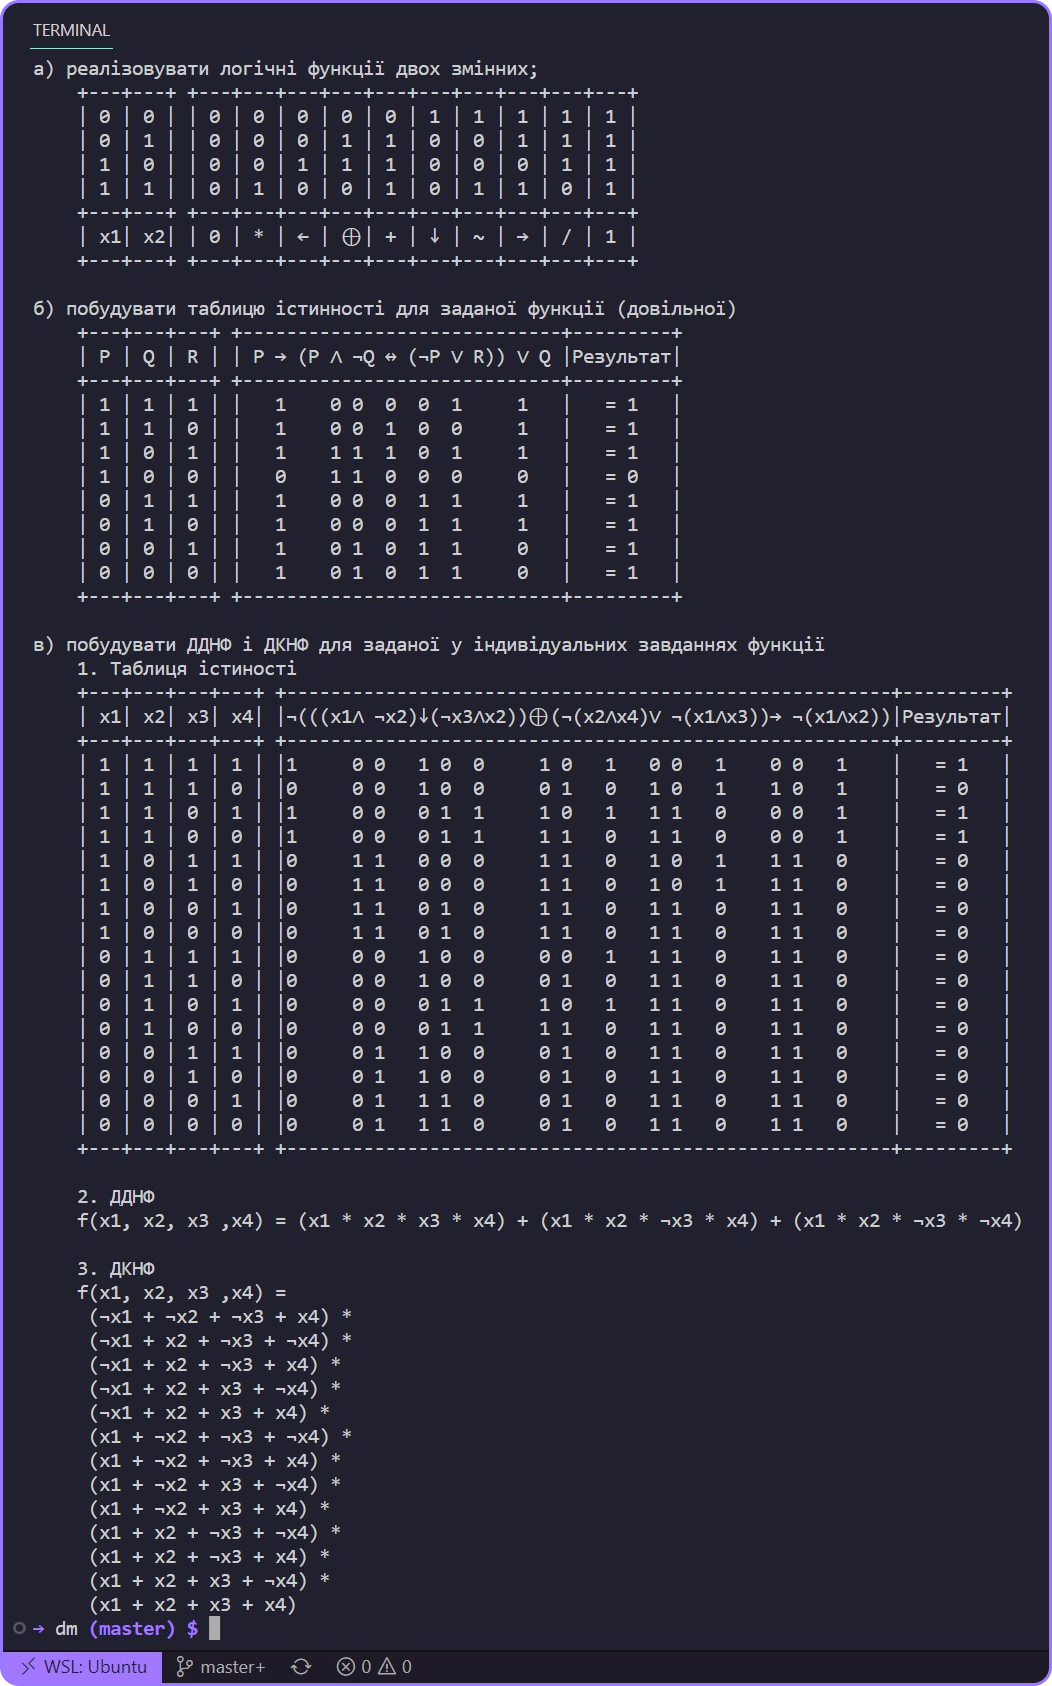 TERMINAL
а) реалізовувати логічні функції двох змінних;
+---+---+ +---+---+---+---+---+---+---+---+---+---+
| 0 | 0 | | 0 | 0 | 0 | 0 | 0 | 1 | 1 | 1 | 1 | 1 |
| 0 | 1 | | 0 | 0 | 0 | 1 | 1 | 0 | 0 | 1 | 1 | 1 |
| 1 | 0 | | 0 | 0 | 1 | 1 | 1 | 0 | 0 | 0 | 1 | 1 |
| 1 | 1 | | 0 | 1 | 0 | 0 | 1 | 0 | 1 | 1 | 0 | 1 |
+---+---+ +---+---+---+---+---+---+---+---+---+---+
| x1| x2| | 0 | * | ← | ⨁| + | ↓ | ~ | → | / | 1 |
+---+---+ +---+---+---+---+---+---+---+---+---+---+
б) побудувати таблицю істинності для заданої функції (довільної)
+---+---+---+ +-----------------------------+---------+
| P | Q | R | | P → (P ∧ ¬Q ↔ (¬P ∨ R)) ∨ Q |Результат|
+---+---+---+ +-----------------------------+---------+
| 1 | 1 | 1 | |   1    0 0  0  0  1     1   |   = 1   |
| 1 | 1 | 0 | |   1    0 0  1  0  0     1   |   = 1   |
| 1 | 0 | 1 | |   1    1 1  1  0  1     1   |   = 1   |
| 1 | 0 | 0 | |   0    1 1  0  0  0     0   |   = 0   |
| 0 | 1 | 1 | |   1    0 0  0  1  1     1   |   = 1   |
| 0 | 1 | 0 | |   1    0 0  0  1  1     1   |   = 1   |
| 0 | 0 | 1 | |   1    0 1  0  1  1     0   |   = 1   |
| 0 | 0 | 0 | |   1    0 1  0  1  1     0   |   = 1   |
+---+---+---+ +-----------------------------+---------+
в) побудувати ДДНФ і ДКНФ для заданої у індивідуальних завданнях функції
1. Таблиця істиності
+---+---+---+---+ +-------------------------------------------------------+---------+
| x1| x2| x3| x4| |¬(((x1∧ ¬x2)↓(¬x3∧x2))⨁(¬(x2∧x4)∨ ¬(x1∧x3))→ ¬(x1∧x2))|Результат|
+---+---+---+---+ +-------------------------------------------------------+---------+
| 1 | 1 | 1 | 1 | |1     0 0   1 0  0     1 0   1   0 0   1    0 0   1    |   = 1   |
| 1 | 1 | 1 | 0 | |0     0 0   1 0  0     0 1   0   1 0   1    1 0   1    |   = 0   |
| 1 | 1 | 0 | 1 | |1     0 0   0 1  1     1 0   1   1 1   0    0 0   1    |   = 1   |
| 1 | 1 | 0 | 0 | |1     0 0   0 1  1     1 1   0   1 1   0    0 0   1    |   = 1   |
| 1 | 0 | 1 | 1 | |0     1 1   0 0  0     1 1   0   1 0   1    1 1   0    |   = 0   |
| 1 | 0 | 1 | 0 | |0     1 1   0 0  0     1 1   0   1 0   1    1 1   0    |   = 0   |
| 1 | 0 | 0 | 1 | |0     1 1   0 1  0     1 1   0   1 1   0    1 1   0    |   = 0   |
| 1 | 0 | 0 | 0 | |0     1 1   0 1  0     1 1   0   1 1   0    1 1   0    |   = 0   |
| 0 | 1 | 1 | 1 | |0     0 0   1 0  0     0 0   1   1 1   0    1 1   0    |   = 0   |
| 0 | 1 | 1 | 0 | |0     0 0   1 0  0     0 1   0   1 1   0    1 1   0    |   = 0   |
| 0 | 1 | 0 | 1 | |0     0 0   0 1  1     1 0   1   1 1   0    1 1   0    |   = 0   |
| 0 | 1 | 0 | 0 | |0     0 0   0 1  1     1 1   0   1 1   0    1 1   0    |   = 0   |
| 0 | 0 | 1 | 1 | |0     0 1   1 0  0     0 1   0   1 1   0    1 1   0    |   = 0   |
| 0 | 0 | 1 | 0 | |0     0 1   1 0  0     0 1   0   1 1   0    1 1   0    |   = 0   |
| 0 | 0 | 0 | 1 | |0     0 1   1 1  0     0 1   0   1 1   0    1 1   0    |   = 0   |
| 0 | 0 | 0 | 0 | |0     0 1   1 1  0     0 1   0   1 1   0    1 1   0    |   = 0   |
+---+---+---+---+ +-------------------------------------------------------+---------+
2. ДДНФ
f(x1, x2, x3 ,x4) = (x1 * x2 * x3 * x4) + (x1 * x2 * ¬x3 * x4) + (x1 * x2 * ¬x3 * ¬x4)
3. ДКНФ
f(x1, x2, x3 ,x4) =
(¬x1 + ¬x2 + ¬x3 + x4) *
(¬x1 + x2 + ¬x3 + ¬x4) *
(¬x1 + x2 + ¬x3 + x4) *
(¬x1 + x2 + x3 + ¬x4) *
(¬x1 + x2 + x3 + x4) *
(x1 + ¬x2 + ¬x3 + ¬x4) *
(x1 + ¬x2 + ¬x3 + x4) *
(x1 + ¬x2 + x3 + ¬x4) *
(x1 + ¬x2 + x3 + x4) *
(x1 + x2 + ¬x3 + ¬x4) *
(x1 + x2 + ¬x3 + x4) *
(x1 + x2 + x3 + ¬x4) *
(x1 + x2 + x3 + x4)
→ dm (master) $
WSL: Ubuntu master+ 0 0